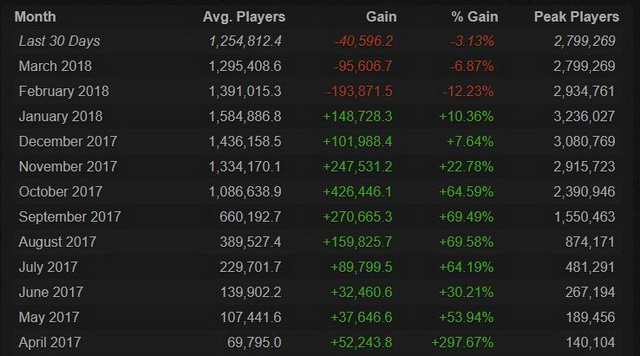 Month Avg. Players Gain % Gain Peak Players
Last 30 Days 1,254,812.4 -40,596.2 -3.13% 2,799,269
March 2018 1,295,408.6 -95,606.7 -6.87% 2,799,269
February 2018 1,391,015.3 -193,871.5 -12.23% 2,934,761
January 2018 1,584,886.8 +148,728.3 +10.36% 3,236,027
December 2017 1,436,158.5 +101,988.4 +7.64% 3,080,769
November 2017 1,334,170.1 +247,531.2 +22.78% 2,915,723
October 2017 1,086,638.9 +426,446.1 +64.59% 2,390,946
September 2017 660,192.7 +270,665.3 +69.49% 1,550,463
August 2017 389,527.4 +159,825.7 +69.58% 874,171
July 2017 229,701.7 +89,799.5 +64.19% 481,291
June 2017 139,902.2 +32,460.6 +30.21% 267,194
May 2017 107,441.6 +37,646.6 +53.94% 189,456
April 2017 69,795.0 +52,243.8 +297.67% 140,104